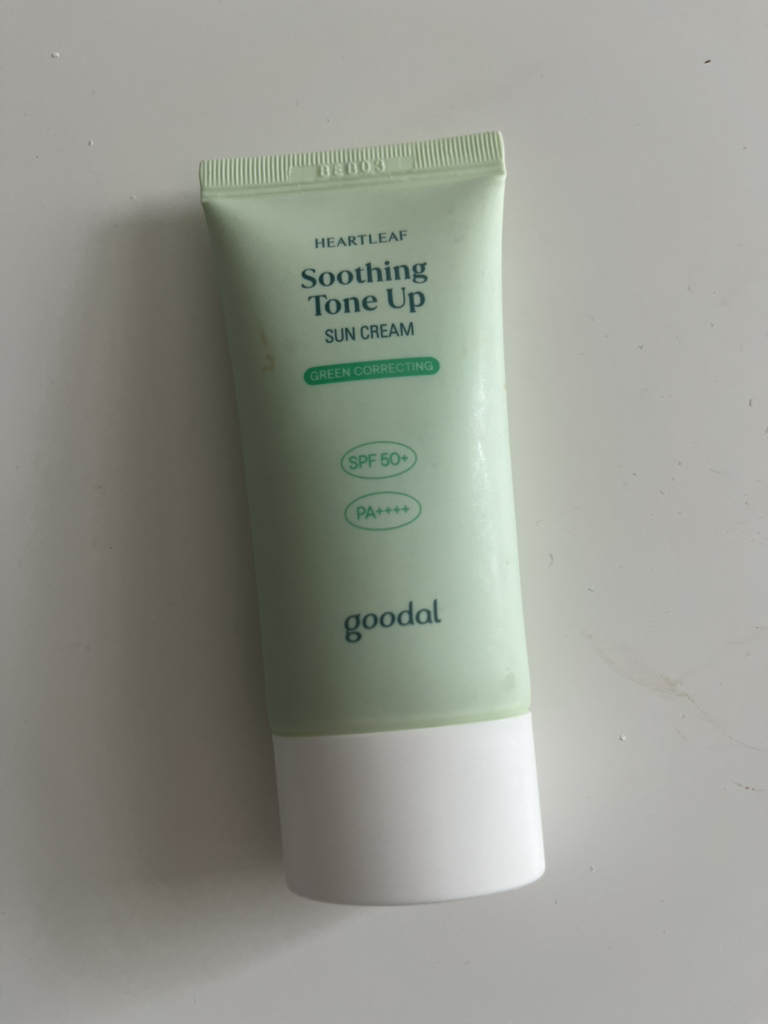 HEARTLEAF
Soothing
Tone Up
SUN CREAM
GREEN CORRECTING
SPF 50+
PA++++
goodal